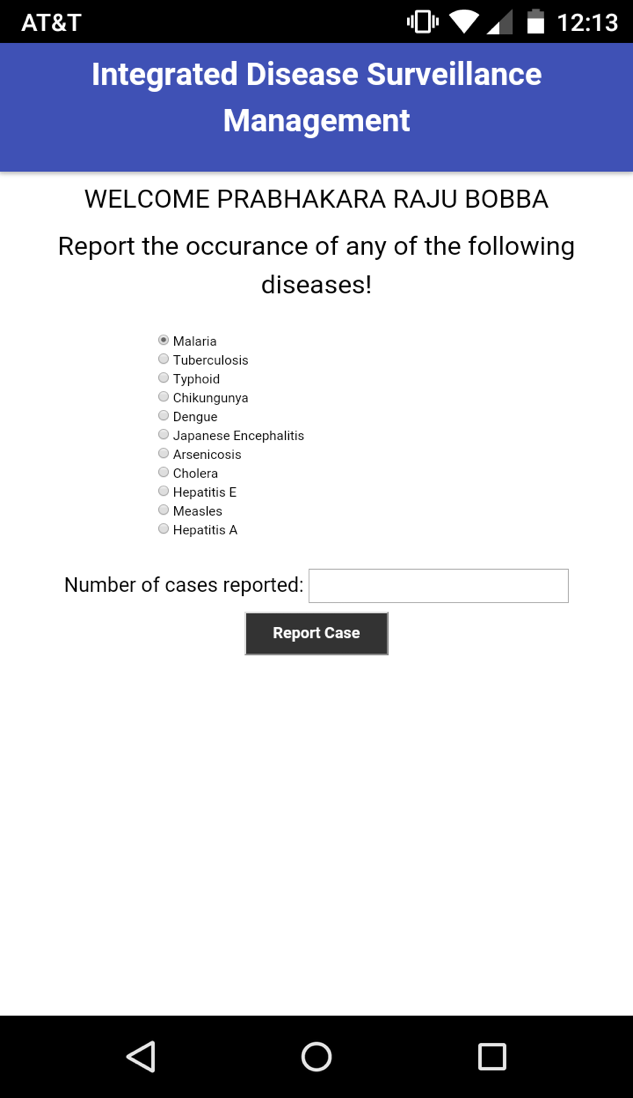 AT&T 12:13
Integrated Disease Surveillance
Management
WELCOME PRABHAKARA RAJU BOBBA
Report the occurance of any of the following
diseases!
Malaria
Tuberculosis
Typhoid
Chikungunya
Dengue
Japanese Encephalitis
Arsenicosis
Cholera
Hepatitis E
Measles
Hepatitis A
Number of cases reported:
Report Case